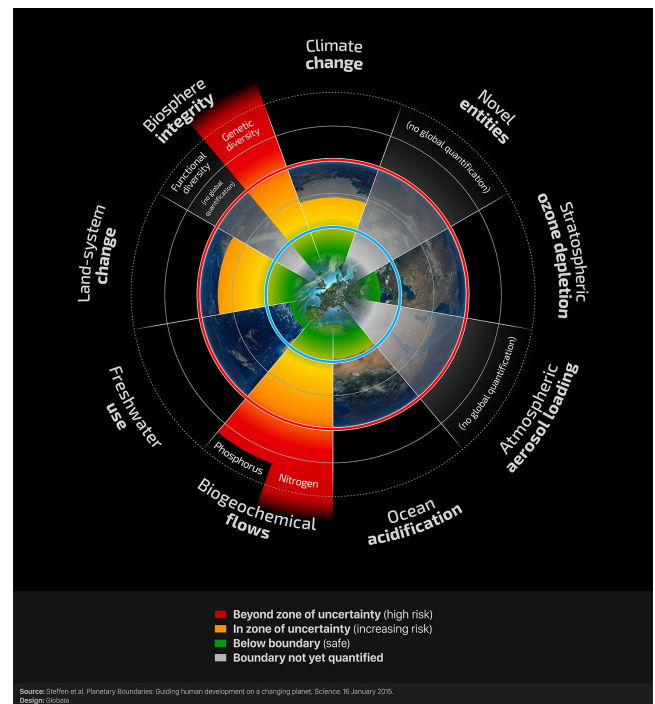 Climate
change
Novel
entities
(no global quantification)
Stratospheric
ozone depletion
Atmospheric
aerosol loading
(no global quantification)
Ocean
acidification
Biogeochemical
flows
Phosphorus
Nitrogen
Freshwater
use
Land-system
change
Biosphere
integrity
Functional
diversity
(no global
quantification)
Genetic
diversity
Beyond zone of uncertainty (high risk)
In zone of uncertainty (increasing risk)
Below boundary (safe)
Boundary not yet quantified
Source: Steffen et al. Planetary Boundaries: Guiding human development on a changing planet, Science, 16 January 2015.
Design: Globaïa